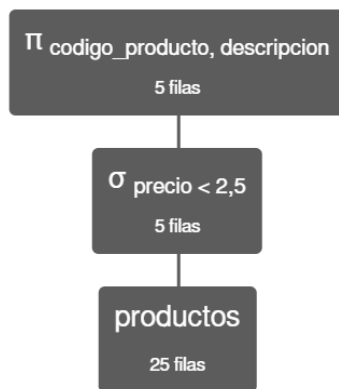 π codigo_producto, descripcion
5 filas
σ precio < 2,5
5 filas
productos
25 filas